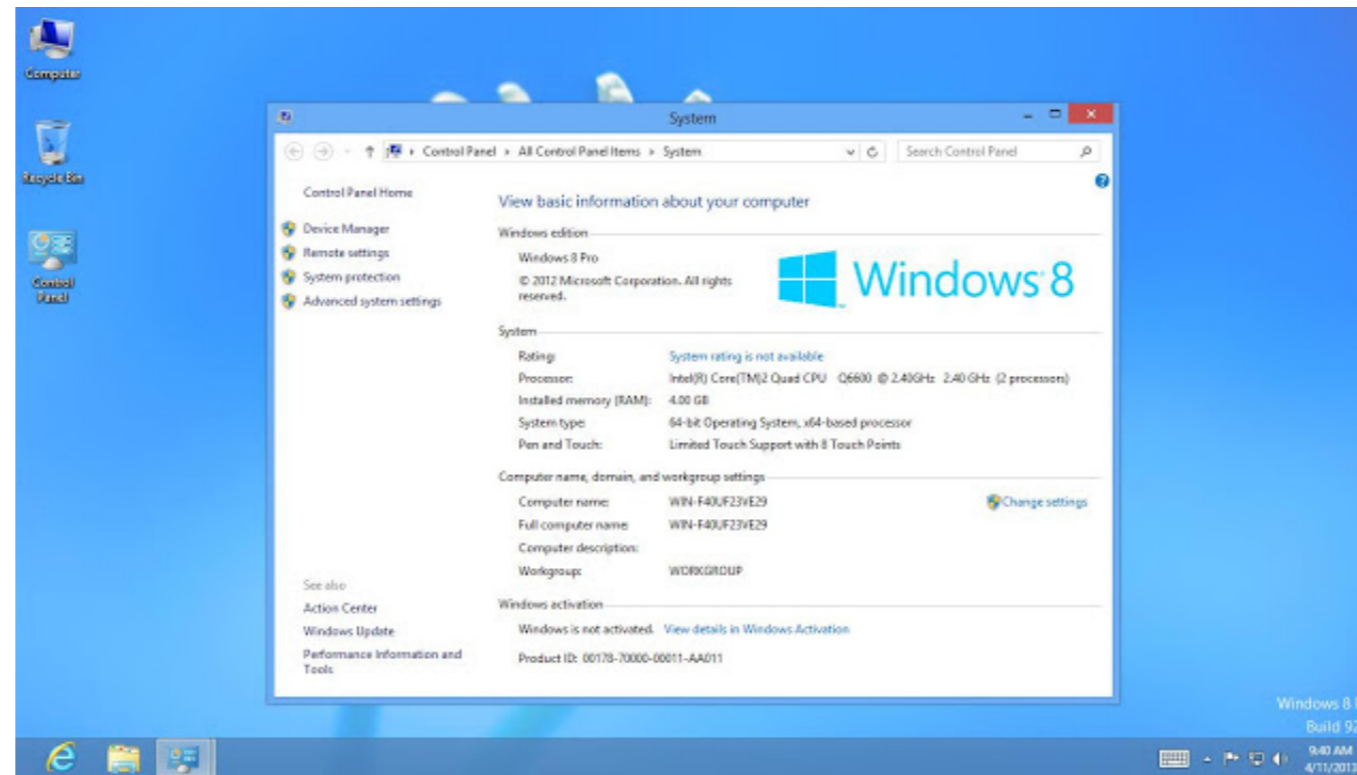 Computer
Recycle Bin
Control
Panel
System
Control Panel ▸ All Control Panel Items ▸ System
Search Control Panel
Control Panel Home
Device Manager
Remote settings
System protection
Advanced system settings
See also
Action Center
Windows Update
Performance Information and
Tools
View basic information about your computer
Windows edition
Windows 8 Pro
© 2012 Microsoft Corporation. All rights
reserved.
Windows 8
System
Rating: System rating is not available
Processor: Intel(R) Core(TM)2 Quad CPU Q6600 @ 2.40GHz 2.40 GHz (2 processors)
Installed memory (RAM): 4.00 GB
System type: 64-bit Operating System, x64-based processor
Pen and Touch: Limited Touch Support with 8 Touch Points
Computer name, domain, and workgroup settings
Computer name: WIN-F40UF23VE29
Change settings
Full computer name: WIN-F40UF23VE29
Computer description:
Workgroup: WORKGROUP
Windows activation
Windows is not activated. View details in Windows Activation
Product ID: 00178-70000-00011-AA011
Windows 8
Build 92
9:40 AM
4/11/2013